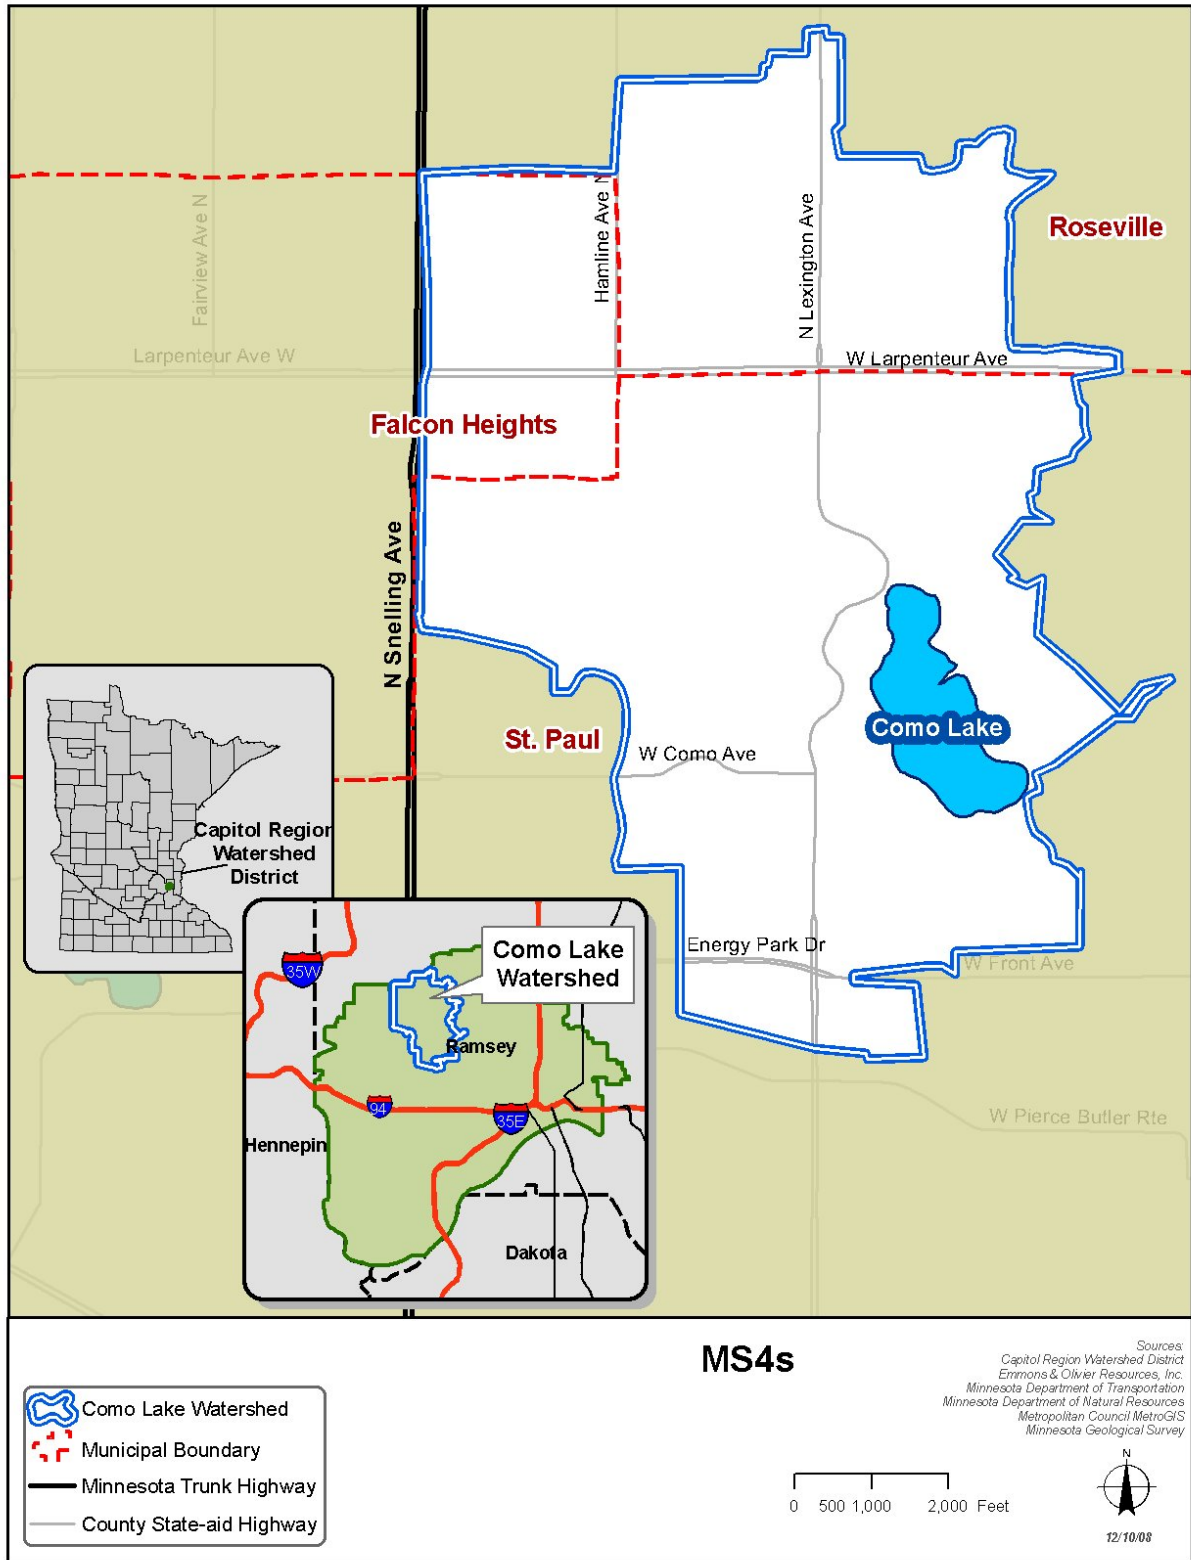 Roseville
Fairview Ave N
Hamline Ave N
N Lexington Ave
Larpenteur Ave W
W Larpenteur Ave
Falcon Heights
N Snelling Ave
St. Paul
Como Lake
W Como Ave
Capitol Region
Watershed
District
Energy Park Dr
W Front Ave
Como Lake
Watershed
35W
Ramsey
94
35E
Hennepin
W Pierce Butler Rte
Dakota
MS4s
Sources:
Capitol Region Watershed District
Emmons & Olivier Resources, Inc.
Minnesota Department of Transportation
Minnesota Department of Natural Resources
Metropolitan Council MetroGIS
Minnesota Geological Survey
Como Lake Watershed
Municipal Boundary
Minnesota Trunk Highway
County State-aid Highway
0 500 1,000 2,000 Feet
N
12/10/08